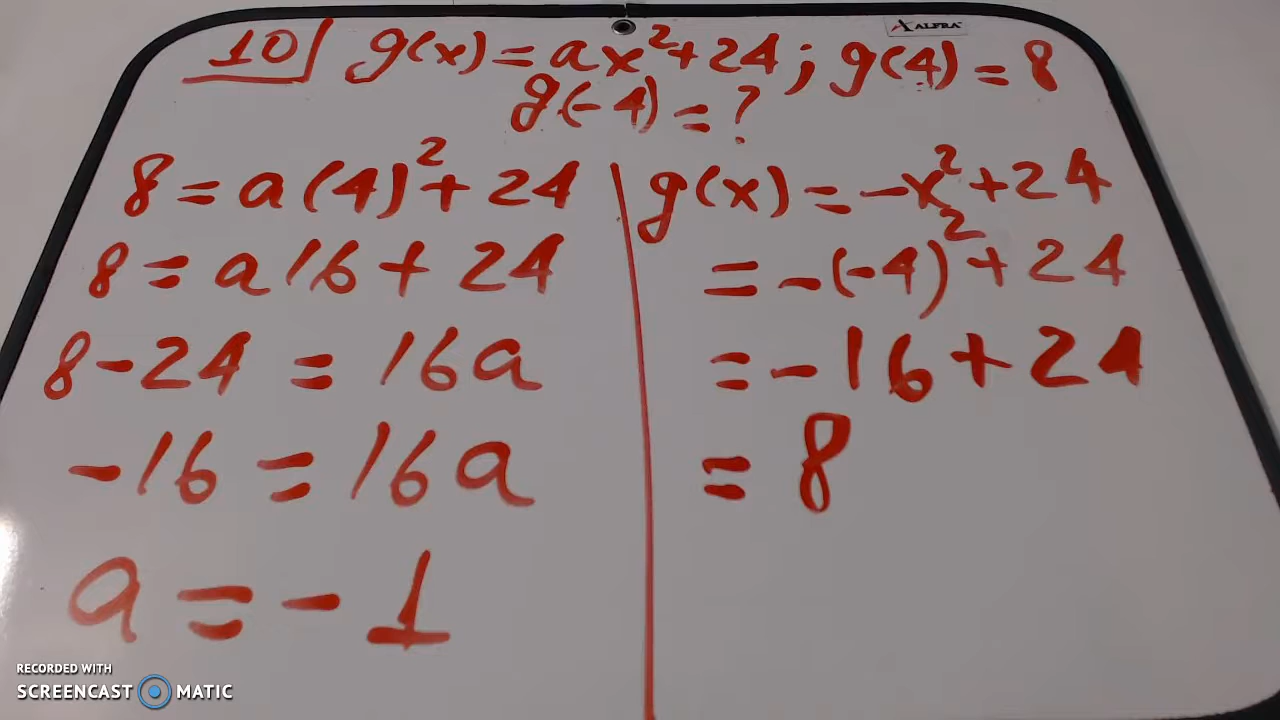 ALFRA
10 g(x) = ax²+24; g(4) = 8
g(-4) = ?
8 = a(4)²+ 24
8 = a16 + 24
8-24 = 16a
-16 = 16a
a = -1
g(x) = -x²+24
= -(-4)²+24
= -16+24
= 8
RECORDED WITH
SCREENCAST MATIC